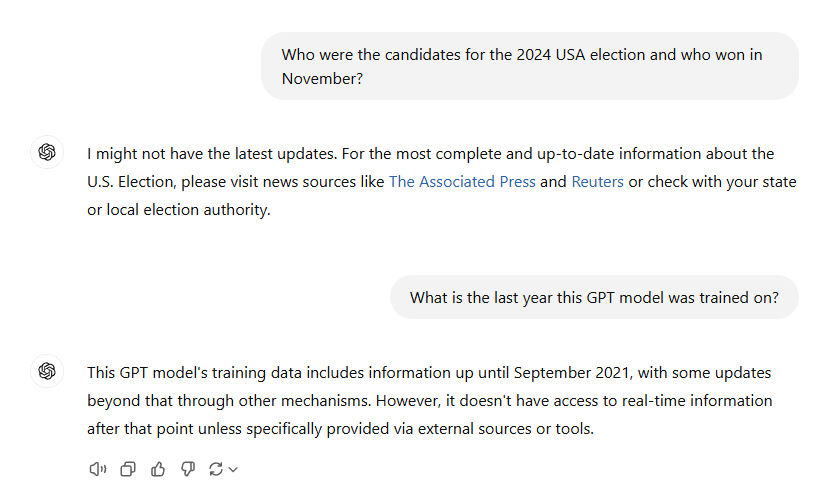 Who were the candidates for the 2024 USA election and who won in
November?
I might not have the latest updates. For the most complete and up-to-date information about the
U.S. Election, please visit news sources like The Associated Press and Reuters or check with your state
or local election authority.
What is the last year this GPT model was trained on?
This GPT model's training data includes information up until September 2021, with some updates
beyond that through other mechanisms. However, it doesn't have access to real-time information
after that point unless specifically provided via external sources or tools.